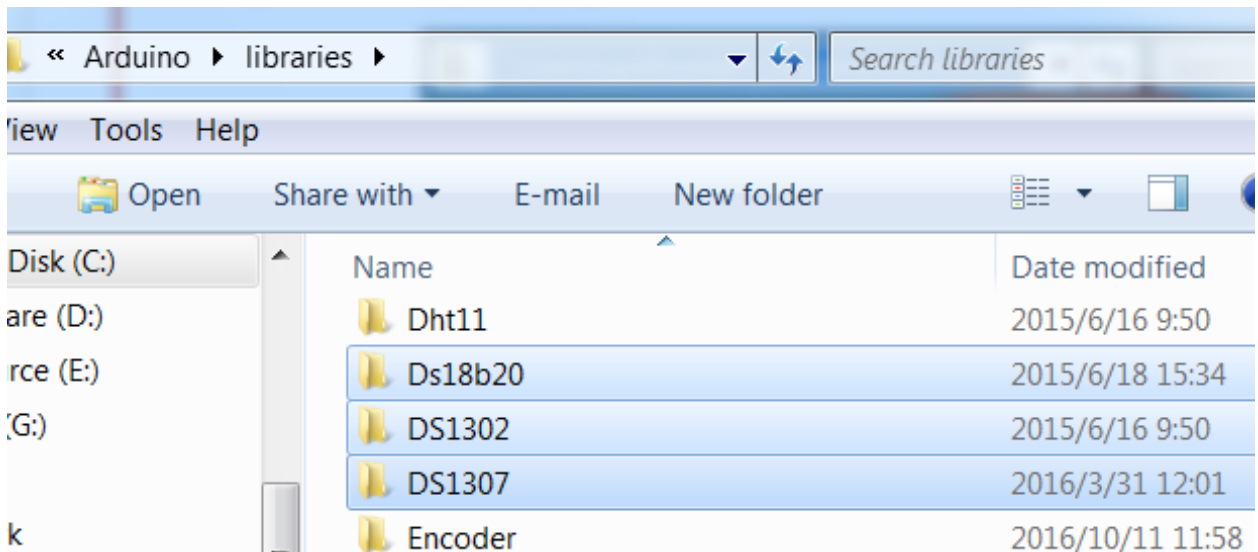 « Arduino libraries Search libraries
View Tools Help
Open Share with E-mail New folder
Disk (C:) Name Date modified
are (D:) Dht11 2015/6/16 9:50
rce (E:) Ds18b20 2015/6/18 15:34
(G:) DS1302 2015/6/16 9:50
DS1307 2016/3/31 12:01
k Encoder 2016/10/11 11:58